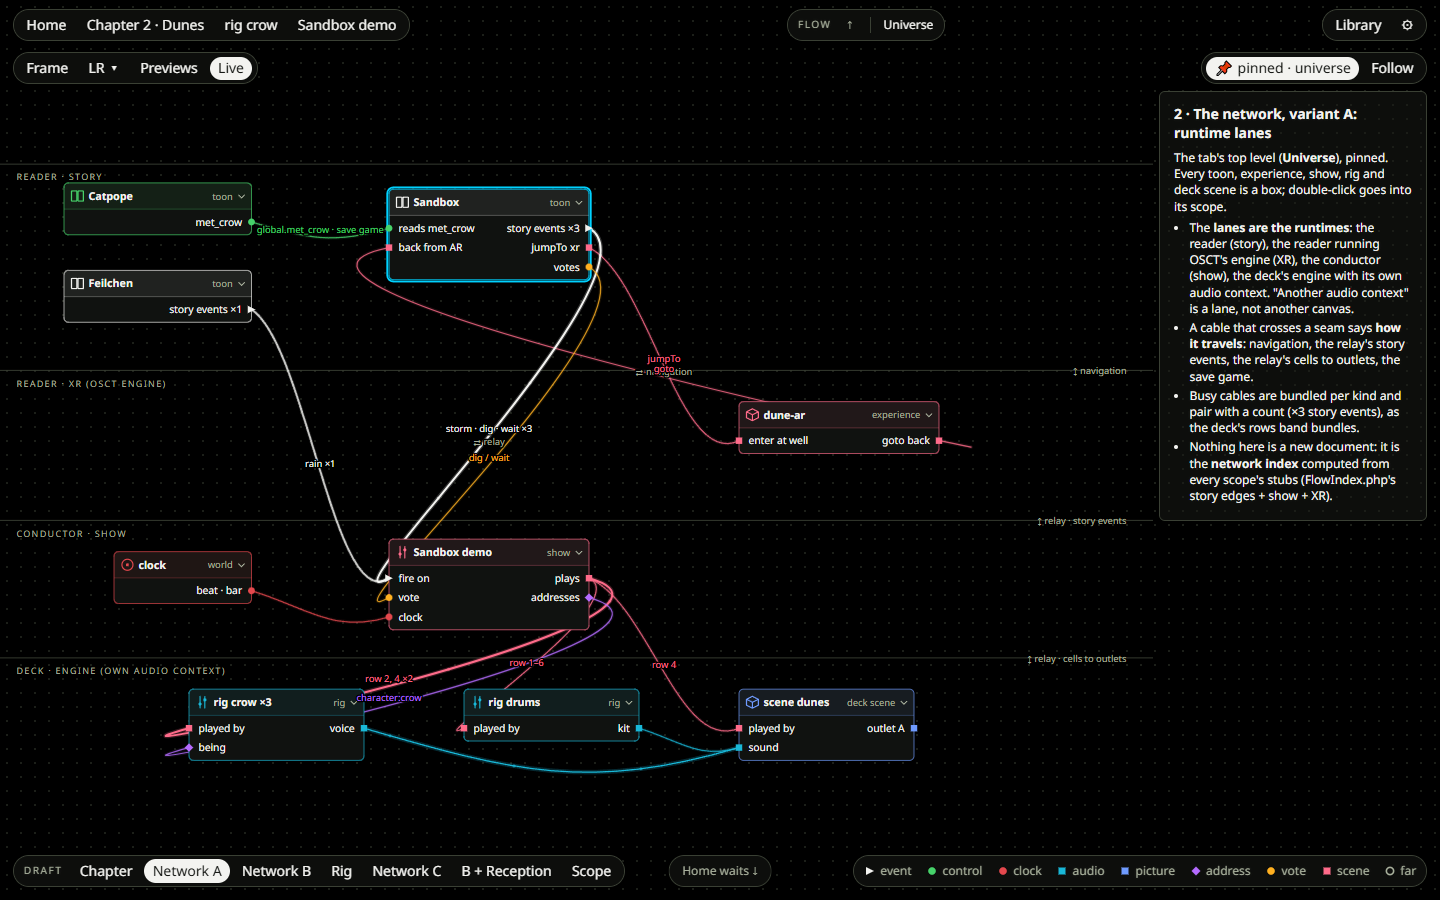 Home Chapter 2 · Dunes rig crow Sandbox demo
FLOW ↑ Universe
Library
Frame LR ▾ Previews Live
pinned · universe Follow
2 · The network, variant A:
runtime lanes
The tab's top level (Universe), pinned.
Every toon, experience, show, rig and
deck scene is a box; double-click goes into
its scope.
• The lanes are the runtimes: the
reader (story), the reader running
OSCT's engine (XR), the conductor
(show), the deck's engine with its own
audio context. "Another audio context"
is a lane, not another canvas.
• A cable that crosses a seam says how
it travels: navigation, the relay's story
events, the relay's cells to outlets, the
save game.
• Busy cables are bundled per kind and
pair with a count (×3 story events), as
the deck's rows band bundles.
• Nothing here is a new document: it is
the network index computed from
every scope's stubs (FlowIndex.php's
story edges + show + XR).
READER · STORY
Catpope toon
met_crow
global.met_crow · save game
Sandbox toon
reads met_crow story events ×3
back from AR jumpTo xr
votes
Feilchen toon
story events ×1
jumpTo
goto
⇄ navigation
↕ navigation
READER · XR (OSCT ENGINE)
dune-ar experience
enter at well goto back
storm · dig · wait ×3
⇄ relay
dig / wait
rain ×1
↕ relay · story events
CONDUCTOR · SHOW
clock world
beat · bar
Sandbox demo show
fire on plays
vote addresses
clock
↕ relay · cells to outlets
DECK · ENGINE (OWN AUDIO CONTEXT)
row 1–6
row 4
row 2, 4 ×2
character:crow
rig crow ×3 rig
played by voice
being
rig drums rig
played by kit
scene dunes deck scene
played by outlet A
sound
DRAFT Chapter Network A Network B Rig Network C B + Reception Scope
Home waits ↓
event control clock audio picture address vote scene far